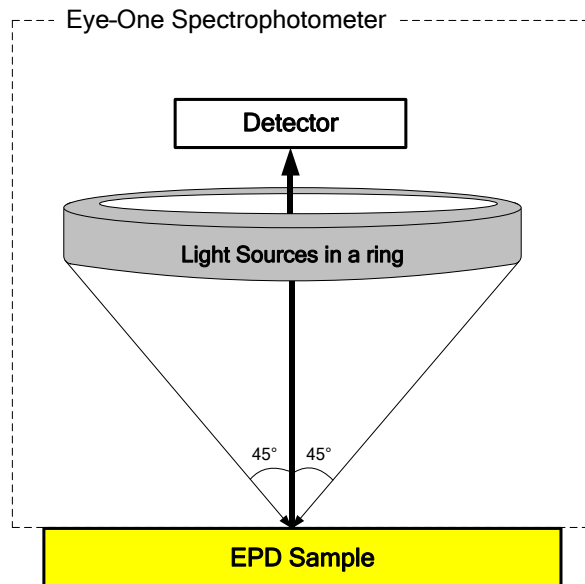 Eye-One Spectrophotometer
Detector
Light Sources in a ring
45° 45°
EPD Sample